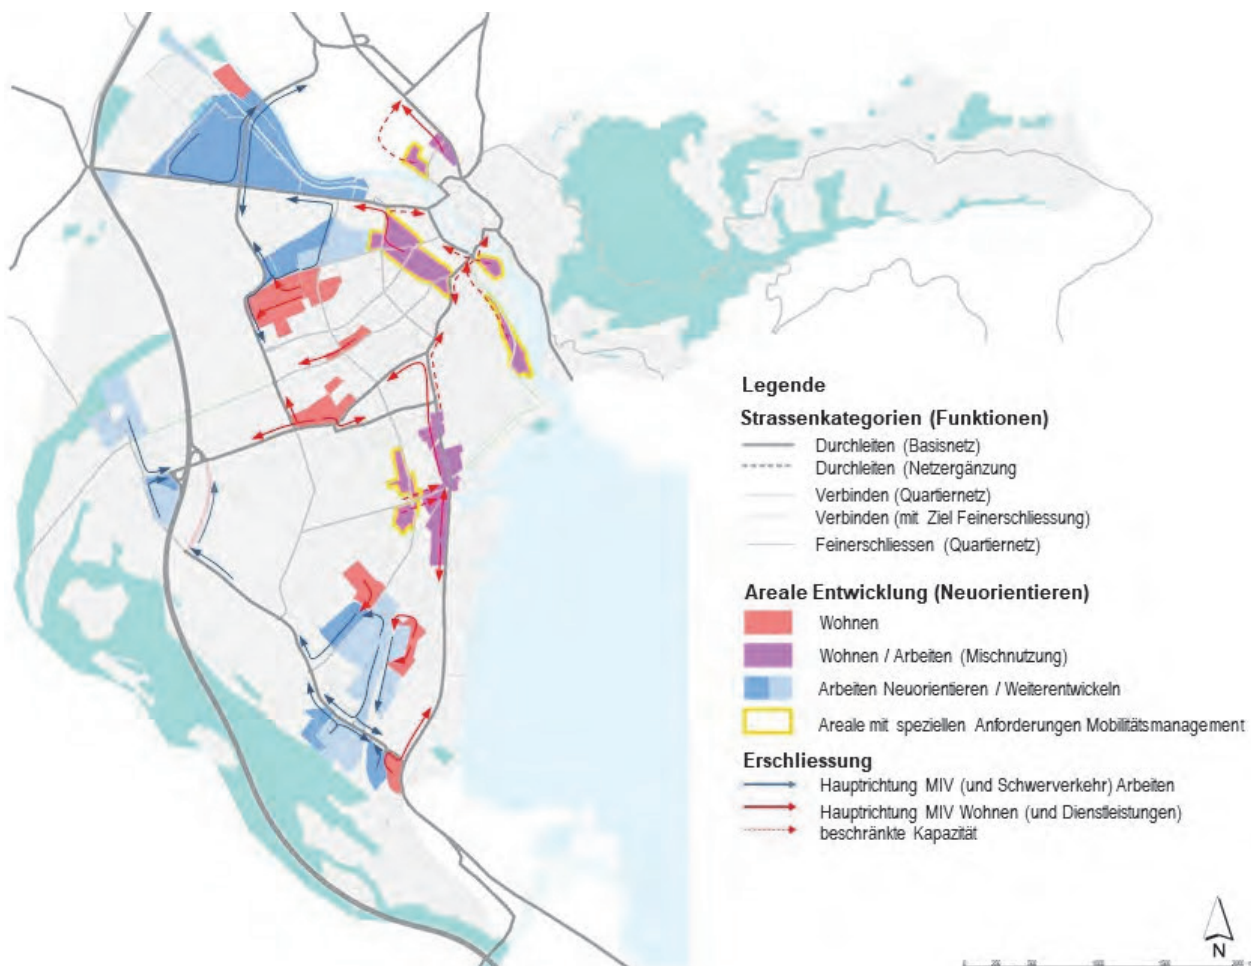 Legende
Strassenkategorien (Funktionen)
Durchleiten (Basisnetz)
Durchleiten (Netzergänzung
Verbinden (Quartiernetz)
Verbinden (mit Ziel Feinerschliessung)
Feinerschliessen (Quartiernetz)
Areale Entwicklung (Neuorientieren)
Wohnen
Wohnen / Arbeiten (Mischnutzung)
Arbeiten Neuorientieren / Weiterentwickeln
Areale mit speziellen Anforderungen Mobilitätsmanagement
Erschliessung
Hauptrichtung MIV (und Schwerverkehr) Arbeiten
Hauptrichtung MIV Wohnen (und Dienstleistungen)
beschränkte Kapazität
N